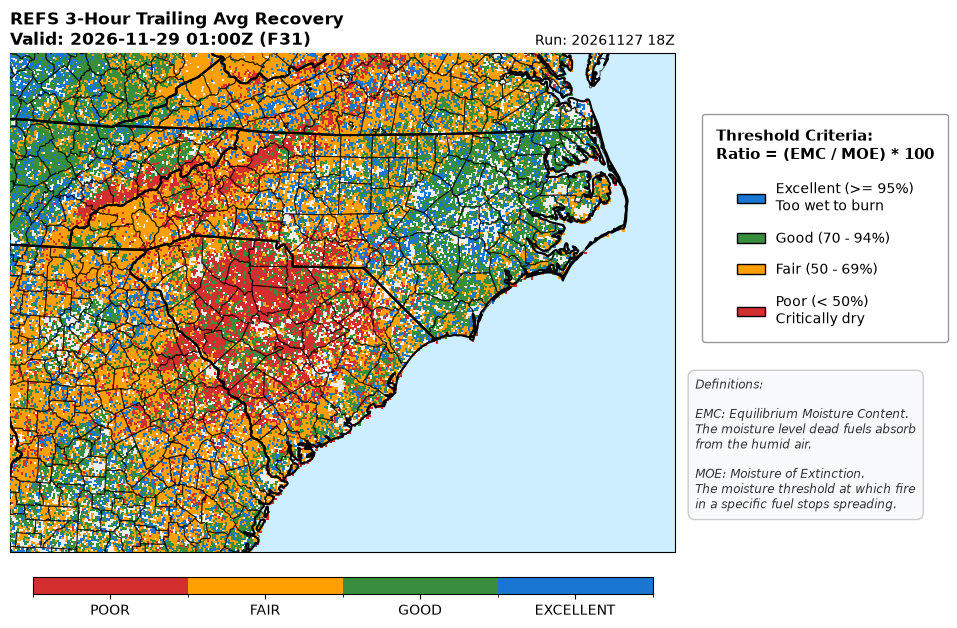 REFS 3-Hour Trailing Avg Recovery
Valid: 2026-11-29 01:00Z (F31)
Run: 20261127 18Z
Threshold Criteria:
Ratio = (EMC / MOE) * 100
Excellent (>= 95%)
Too wet to burn
Good (70 - 94%)
Fair (50 - 69%)
Poor (< 50%)
Critically dry
Definitions:
EMC: Equilibrium Moisture Content.
The moisture level dead fuels absorb
from the humid air.
MOE: Moisture of Extinction.
The moisture threshold at which fire
in a specific fuel stops spreading.
POOR
FAIR
GOOD
EXCELLENT